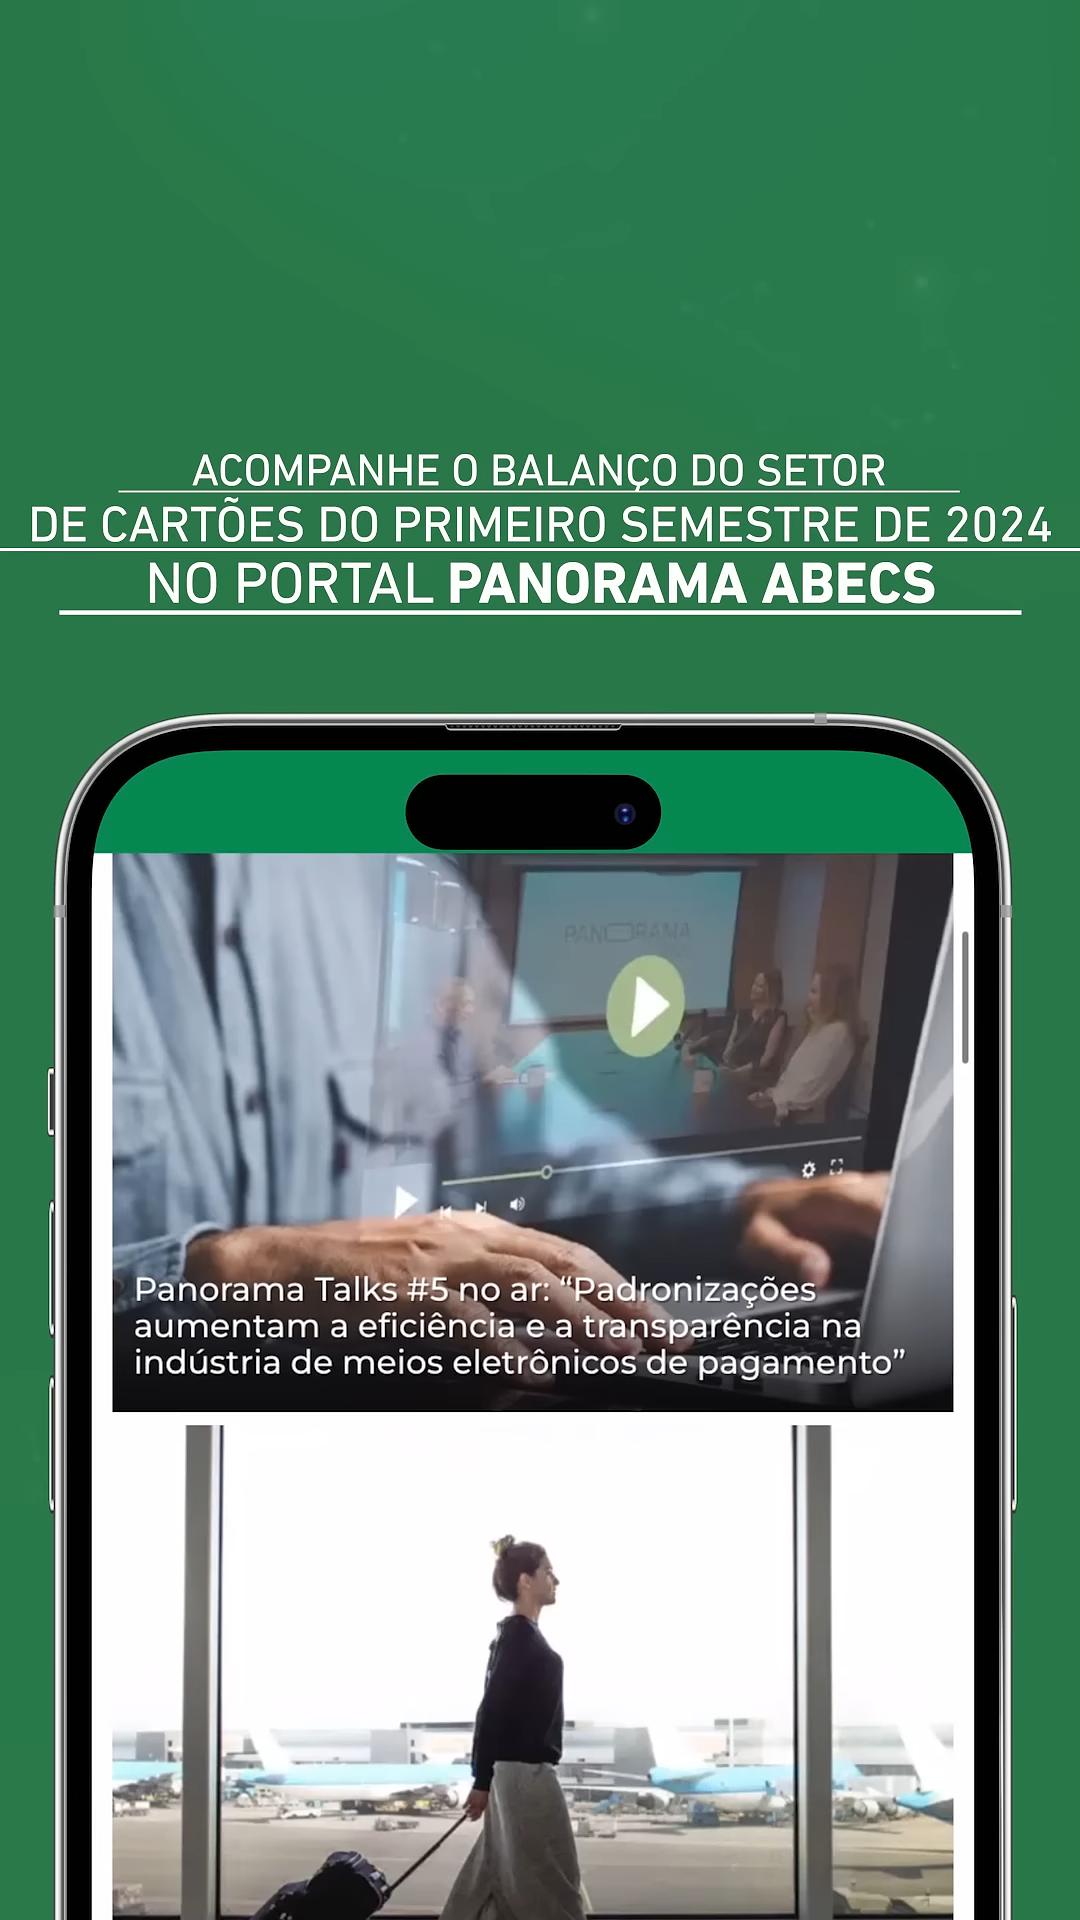 ACOMPANHE O BALANÇO DO SETOR
DE CARTÕES DO PRIMEIRO SEMESTRE DE 2024
NO PORTAL PANORAMA ABECS
PANORAMA
Panorama Talks #5 no ar: “Padronizações
aumentam a eficiência e a transparência na
indústria de meios eletrônicos de pagamento”